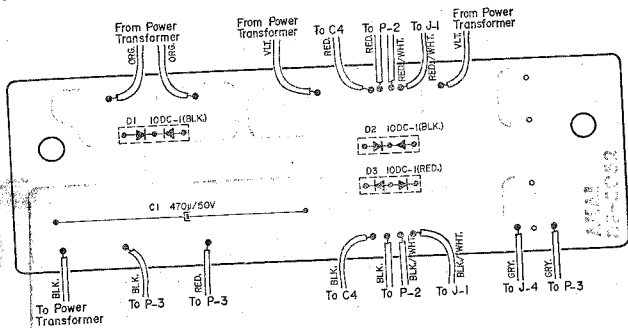 From Power
Transformer
From Power
Transformer
To C4
To P-2
To J-1
From Power
Transformer
ORG.
ORG.
VLT.
RED.
RED.
RED./WHT.
RED./WHT.
VLT.
D1 10DC-1(BLK.)
D2 10DC-1(BLK.)
D3 10DC-1(RED.)
C1 470µ/50V
BLK.
BLK.
RED.
BLK.
BLK.
BLK./WHT.
BLK./WHT.
GRY.
GRY.
To Power
Transformer
To P-3
To P-3
To C4
To P-2
To J-1
To J-4
To P-3